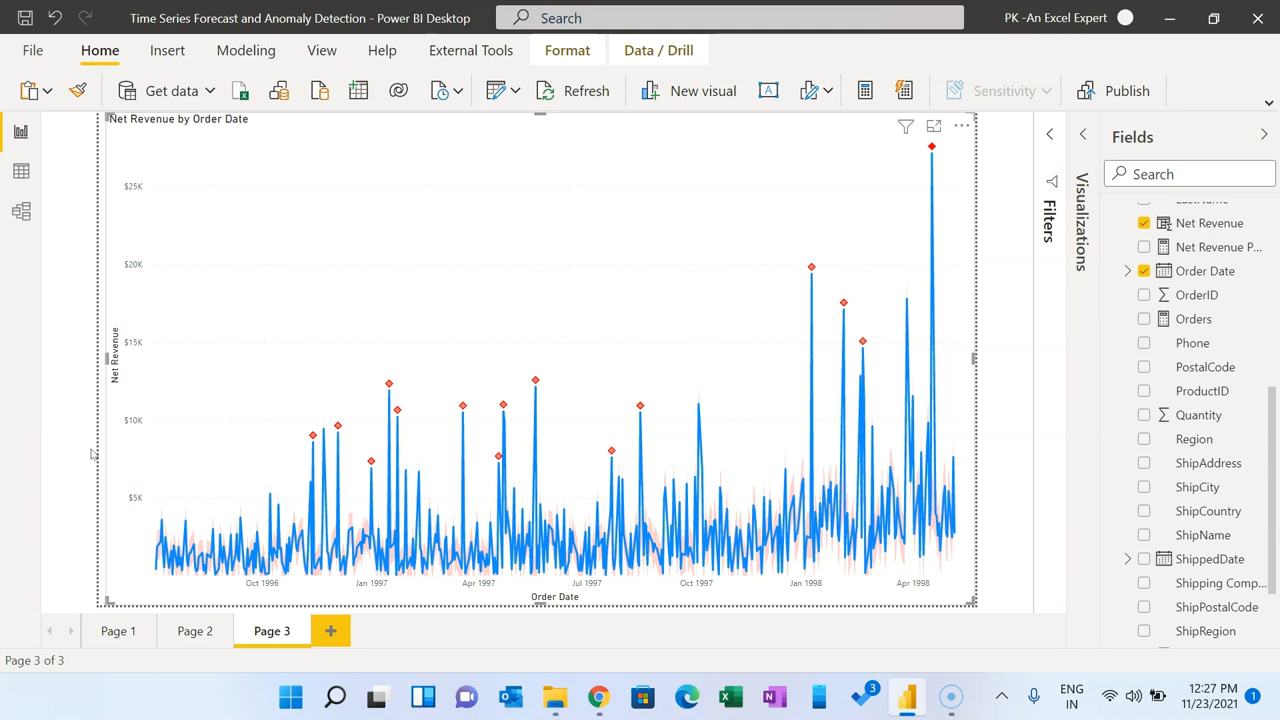 Time Series Forecast and Anomaly Detection - Power BI Desktop
Search
PK -An Excel Expert
File
Home
Insert
Modeling
View
Help
External Tools
Format
Data / Drill
Get data
Refresh
New visual
Sensitivity
Publish
Net Revenue by Order Date
$25K
$20K
$15K
$10K
$5K
Net Revenue
Oct 1996
Jan 1997
Apr 1997
Jul 1997
Oct 1997
Jan 1998
Apr 1998
Order Date
Filters
Visualizations
Fields
Search
LastName
Net Revenue
Net Revenue P...
Order Date
OrderID
Orders
Phone
PostalCode
ProductID
Quantity
Region
ShipAddress
ShipCity
ShipCountry
ShipName
ShippedDate
Shipping Comp...
ShipPostalCode
ShipRegion
Page 1
Page 2
Page 3
Page 3 of 3
3
ENG
IN
12:27 PM
11/23/2021
1